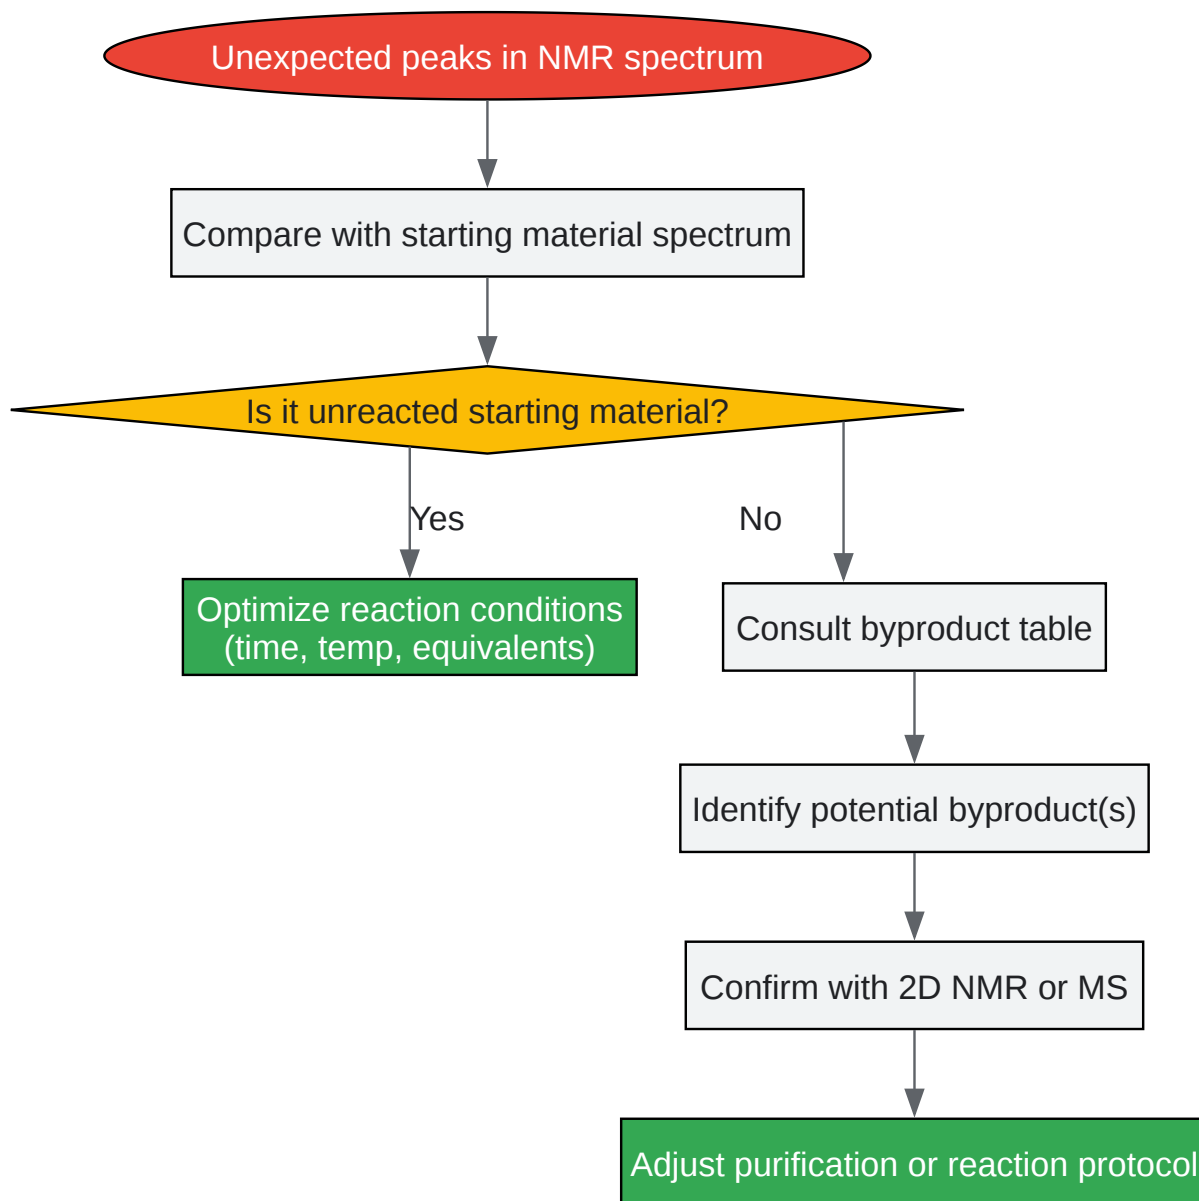 Unexpected peaks in NMR spectrum
Compare with starting material spectrum
Is it unreacted starting material?
Yes
No
Optimize reaction conditions
(time, temp, equivalents)
Consult byproduct table
Identify potential byproduct(s)
Confirm with 2D NMR or MS
Adjust purification or reaction protocol